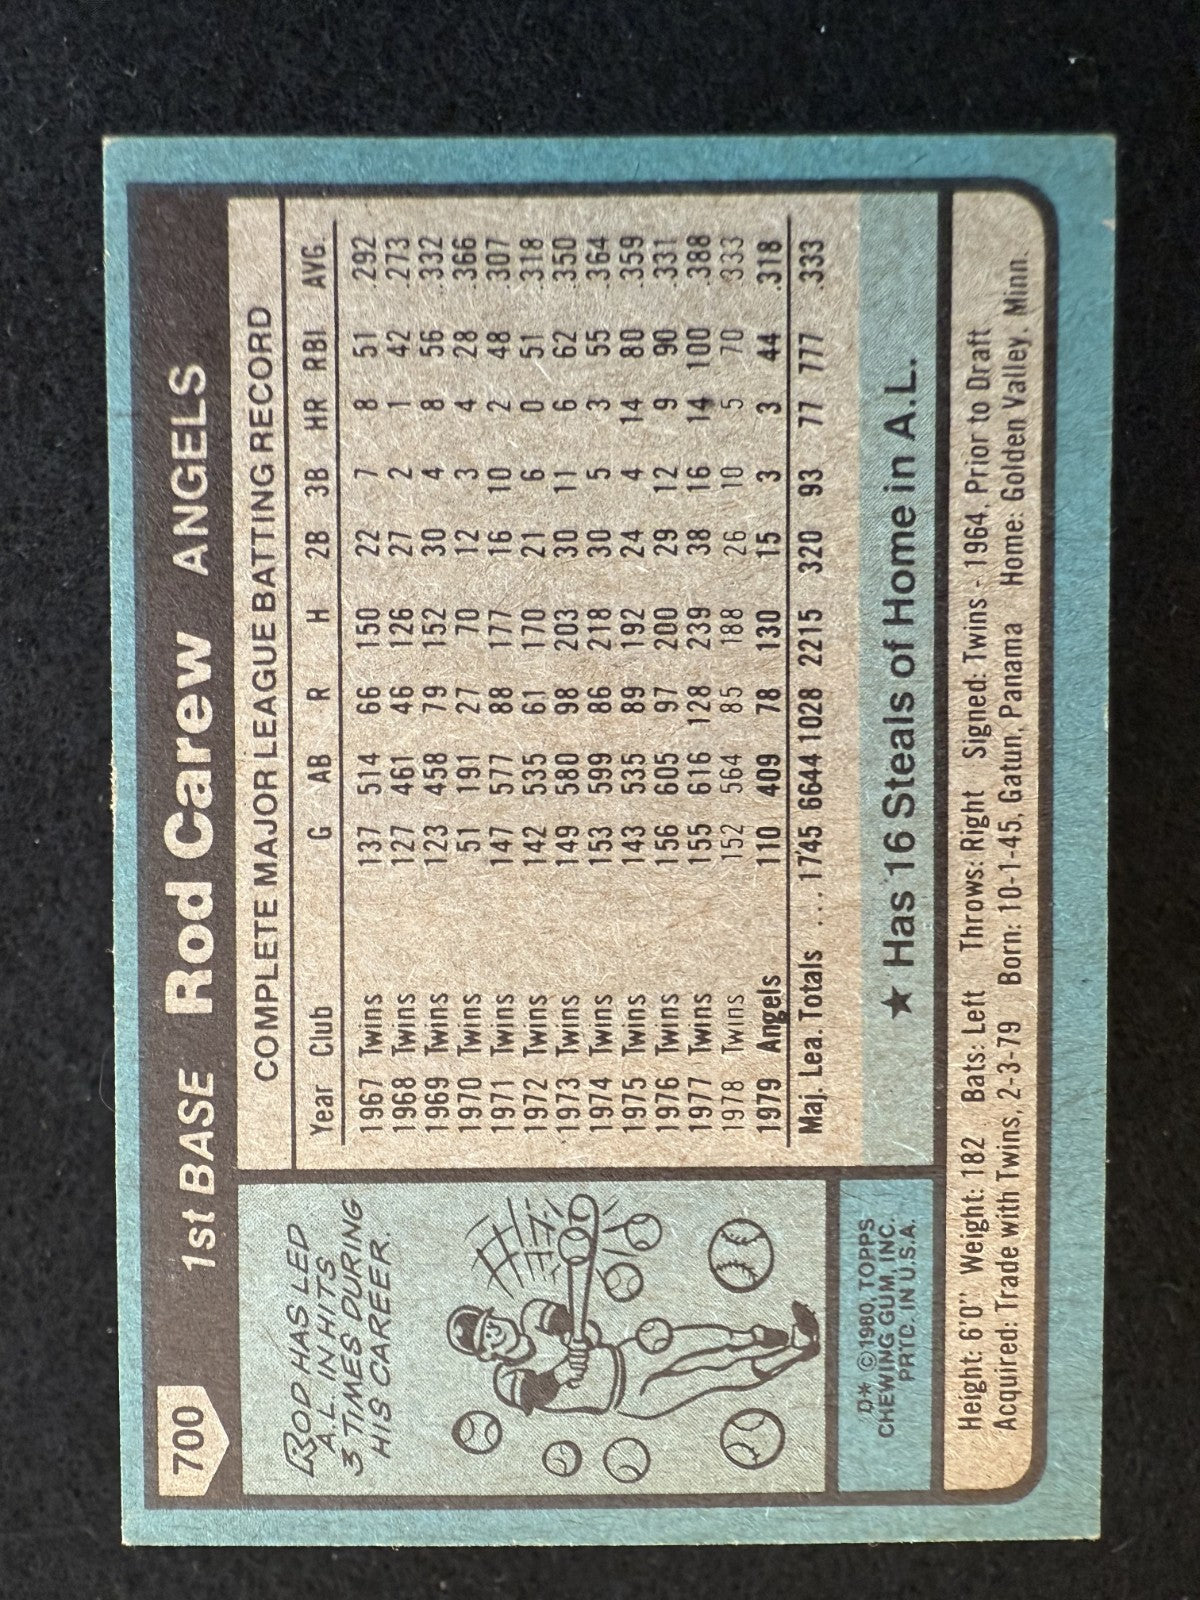 700 1st BASE Rod Carew ANGELS
ROD HAS LED
A.L. IN HITS
3 TIMES DURING
HIS CAREER.
D* © 1980, TOPPS
CHEWING GUM, INC.
PRTD. IN U.S.A.
COMPLETE MAJOR LEAGUE BATTING RECORD
Year Club G AB R H 2B 3B HR RBI AVG.
1967 Twins 137 514 66 150 22 7 8 51 .292
1968 Twins 127 461 46 126 27 2 1 42 .273
1969 Twins 123 458 79 152 30 4 8 56 .332
1970 Twins 51 191 27 70 12 3 4 28 .366
1971 Twins 147 577 88 177 16 10 2 48 .307
1972 Twins 142 535 61 170 21 6 0 51 .318
1973 Twins 149 580 98 203 30 11 6 62 .350
1974 Twins 153 599 86 218 30 5 3 55 .364
1975 Twins 143 535 89 192 24 4 14 80 .359
1976 Twins 156 605 97 200 29 12 9 90 .331
1977 Twins 155 616 128 239 38 16 14 100 .388
1978 Twins 152 564 85 188 26 10 5 70 .333
1979 Angels 110 409 78 130 15 3 3 44 .318
Maj. Lea. Totals .... 1745 6644 1028 2215 320 93 77 777 .333
★ Has 16 Steals of Home in A.L.
Height: 6'0" Weight: 182 Bats: Left Throws: Right Signed: Twins - 1964, Prior to Draft
Acquired: Trade with Twins, 2-3-79 Born: 10-1-45, Gatun, Panama Home: Golden Valley, Minn.